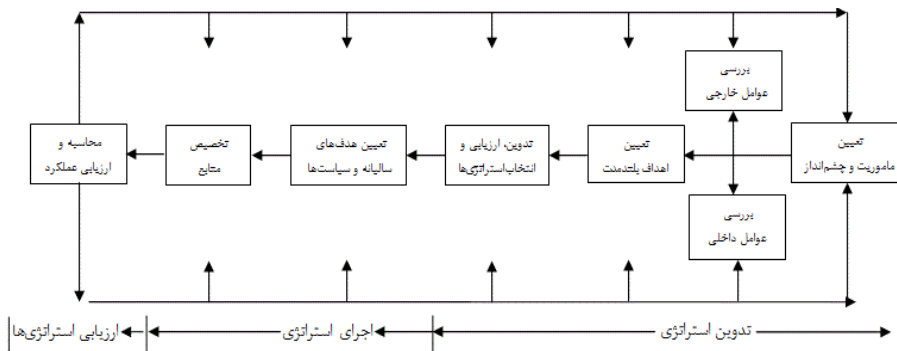 بررسی
عوامل خارجی
تعیین
ماموریت و چشم‌انداز
تعیین
اهداف بلندمدت
تدوین، ارزیابی و
انتخاب‌استراتژی‌ها
تعیین هدف‌های
سالیانه و سیاست‌ها
تخصیص
منابع
محاسبه و
ارزیابی عملکرد
بررسی
عوامل داخلی
تدوین استراتژی
اجرای استراتژی
ارزیابی استراتژی‌ها